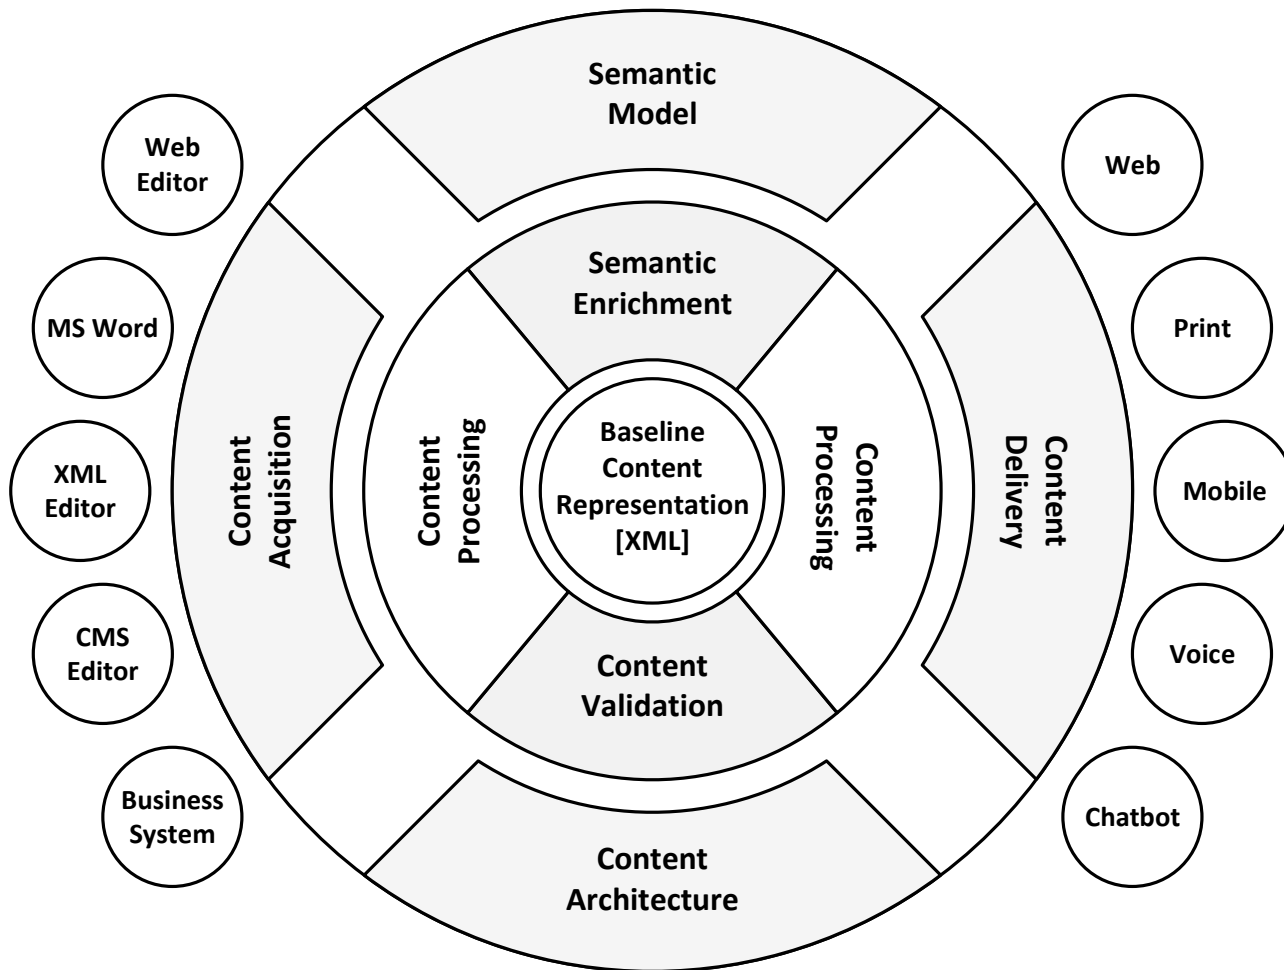 Semantic
Model
Web
Editor
MS Word
XML
Editor
CMS
Editor
Business
System
Content
Acquisition
Content
Processing
Semantic
Enrichment
Baseline
Content
Representation
[XML]
Content
Validation
Content
Processing
Content
Delivery
Content
Architecture
Web
Print
Mobile
Voice
Chatbot